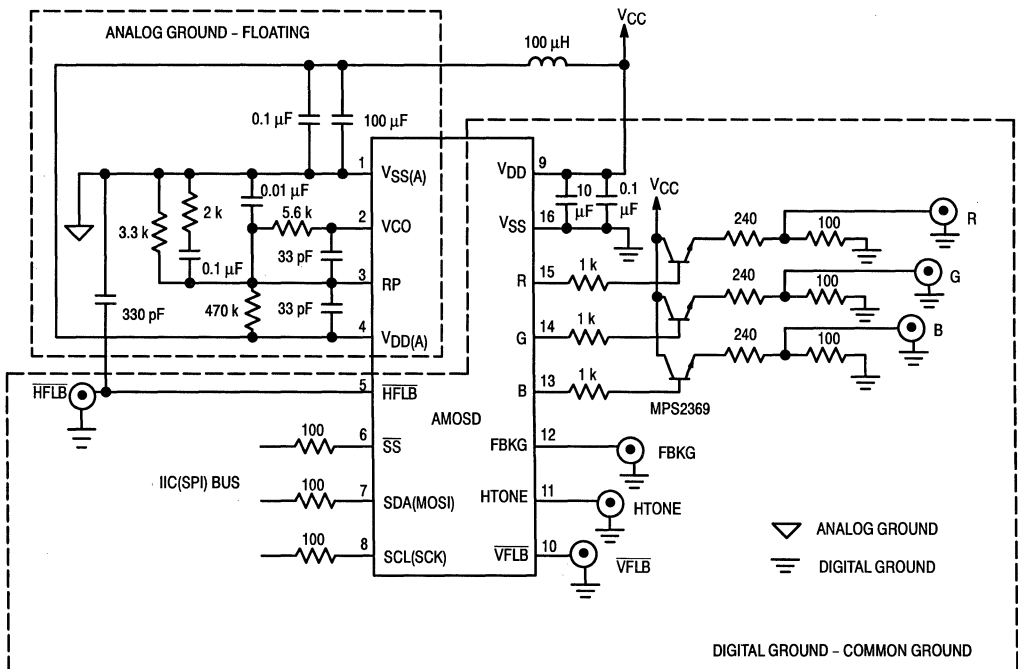 ANALOG GROUND – FLOATING
VCC
100 µH
0.1 µF
100 µF
1
VSS(A)
VDD
9
0.01 µF
10 µF
0.1 µF
VCC
2 k
5.6 k
2
VCO
VSS
16
240
100
R
3.3 k
33 pF
0.1 µF
3
RP
R
15
1 k
240
100
G
330 pF
470 k
33 pF
4
VDD(A)
G
14
1 k
240
100
B
HFLB
5
HFLB
B
13
1 k
MPS2369
AMOSD
100
6
SS
FBKG
12
FBKG
IIC(SPI) BUS
100
7
SDA(MOSI)
HTONE
11
HTONE
100
8
SCL(SCK)
VFLB
10
VFLB
ANALOG GROUND
DIGITAL GROUND
DIGITAL GROUND – COMMON GROUND